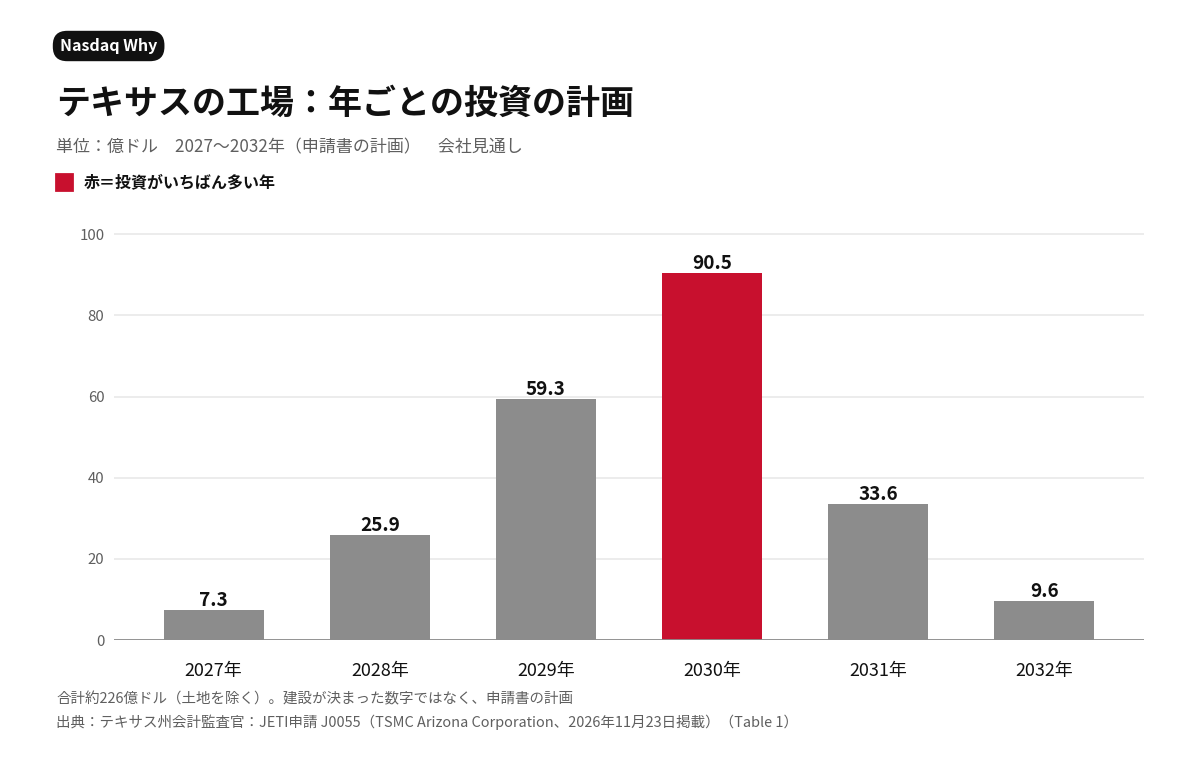 Nasdaq Why
テキサスの工場：年ごとの投資の計画
単位：億ドル　2027〜2032年（申請書の計画）　会社見通し
赤＝投資がいちばん多い年
100
80
60
40
20
0
7.3
25.9
59.3
90.5
33.6
9.6
2027年
2028年
2029年
2030年
2031年
2032年
合計約226億ドル（土地を除く）。建設が決まった数字ではなく、申請書の計画
出典：テキサス州会計監査官：JETI申請 J0055（TSMC Arizona Corporation、2026年11月23日掲載）（Table 1）